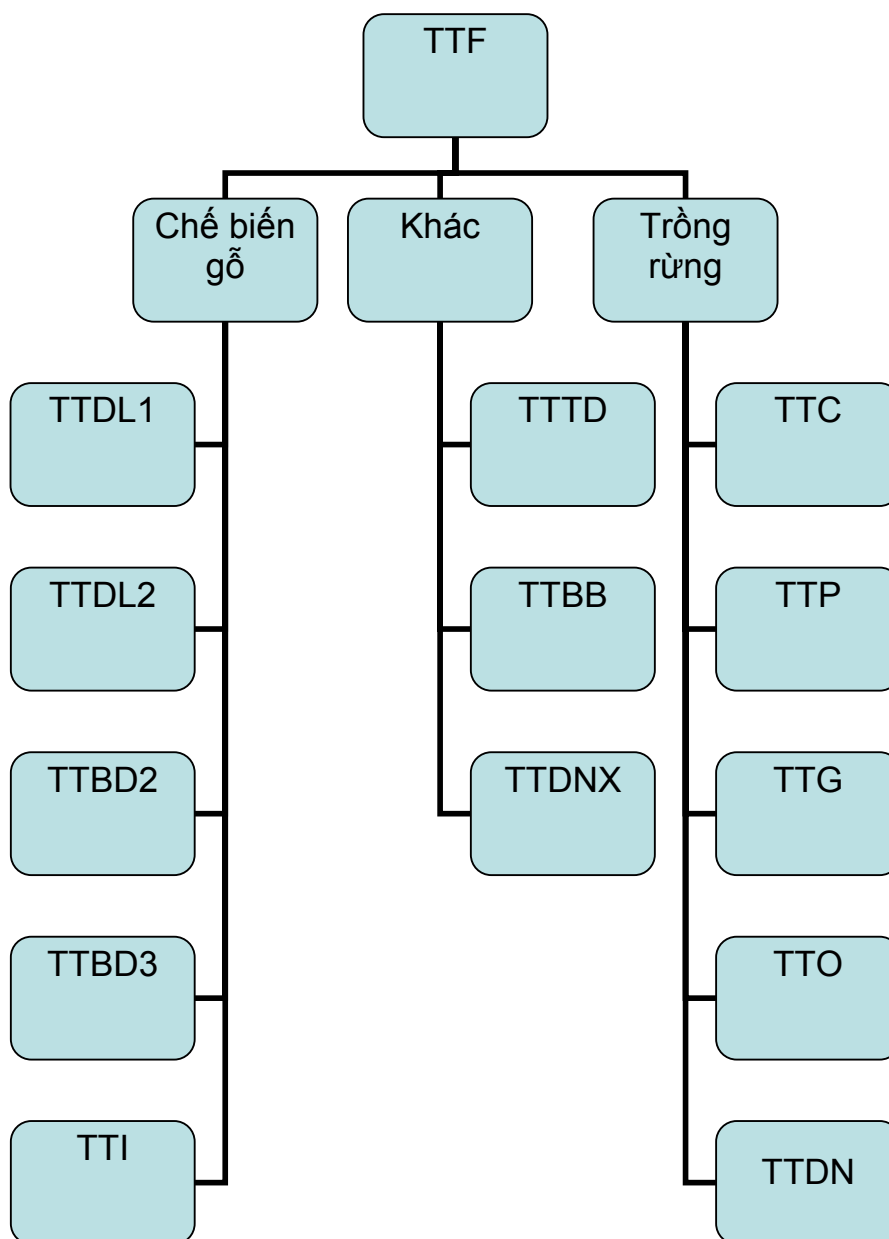 TTF
Chế biến
gỗ
Khác
Trồng
rừng
TTDL1
TTTD
TTC
TTDL2
TTBB
TTP
TTBD2
TTDNX
TTG
TTBD3
TTO
TTI
TTDN